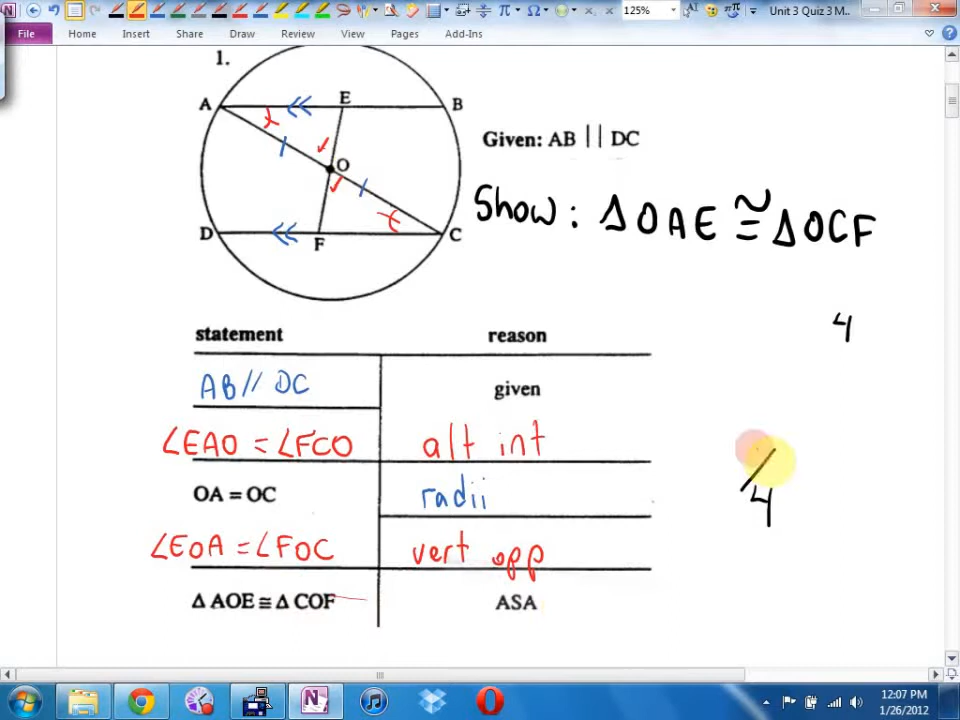 125%
Unit 3 Quiz 3 M..
File Home Insert Share Draw Review View Pages Add-Ins
1.
A E B
Given: AB || DC
O
Show: ΔOAE ≅ ΔOCF
D F C
4
statement reason
AB // DC given
∠EAO = ∠FCO alt int
OA = OC radii
/4
∠EOA = ∠FOC vert opp
Δ AOE ≅ Δ COF ASA
12:07 PM
1/26/2012